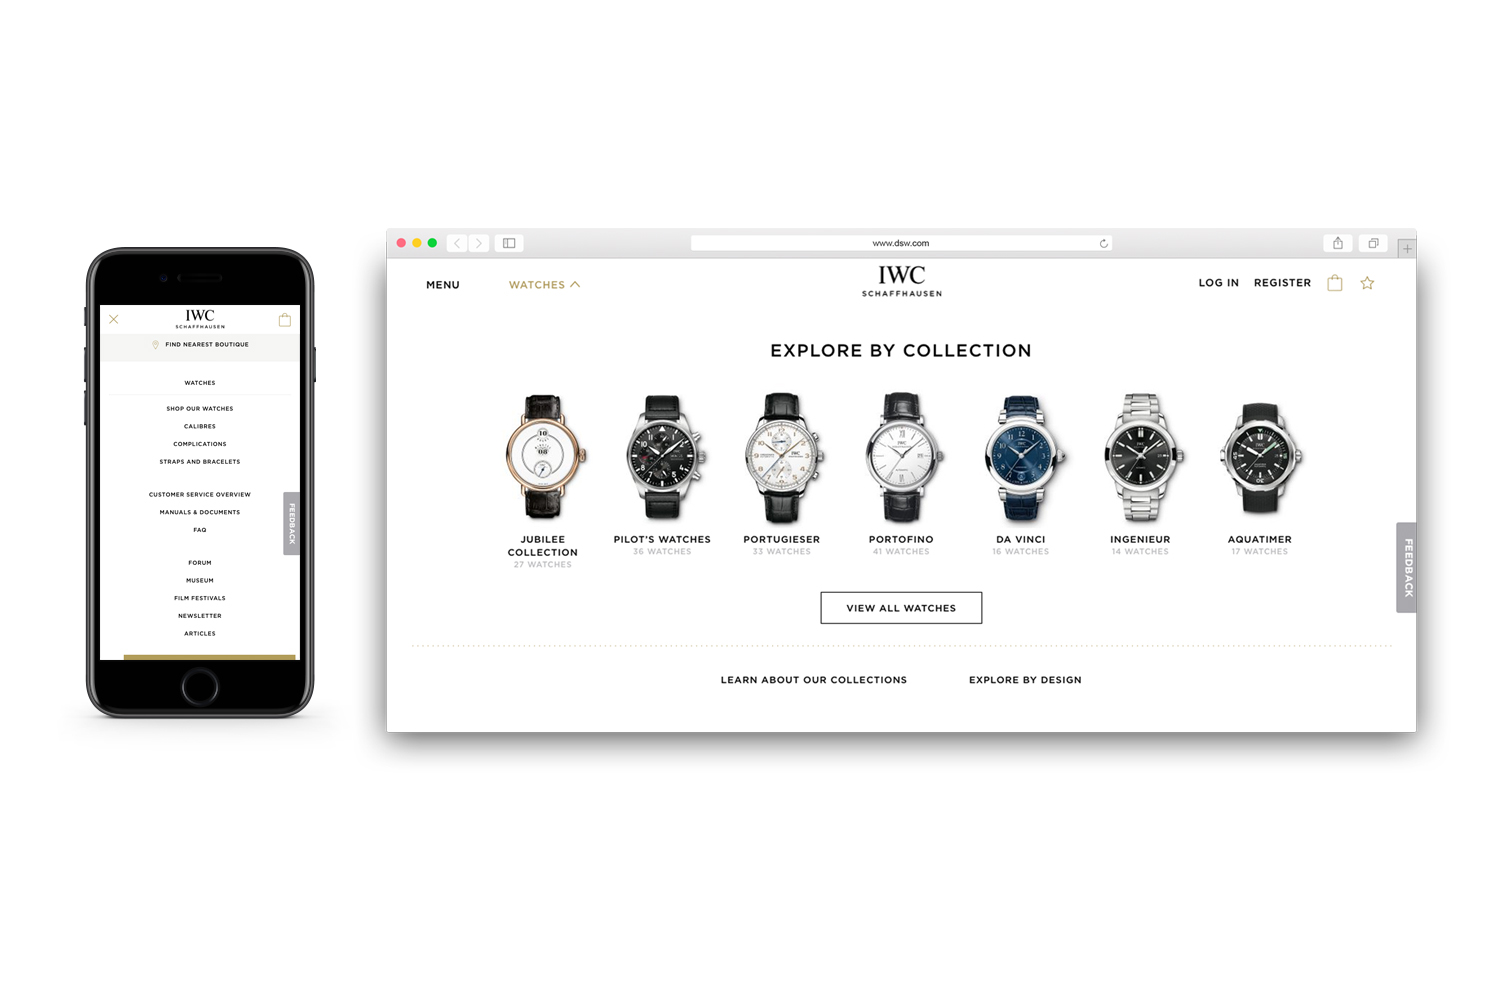 IWC
SCHAFFHAUSEN
FIND NEAREST BOUTIQUE
WATCHES
SHOP OUR WATCHES
CALIBRES
COMPLICATIONS
STRAPS AND BRACELETS
CUSTOMER SERVICE OVERVIEW
MANUALS & DOCUMENTS
FAQ
FORUM
MUSEUM
FILM FESTIVALS
NEWSLETTER
ARTICLES
FEEDBACK
www.dsw.com
MENU
WATCHES
IWC
SCHAFFHAUSEN
LOG IN
REGISTER
EXPLORE BY COLLECTION
JUBILEE
COLLECTION
27 WATCHES
PILOT'S WATCHES
36 WATCHES
PORTUGIESER
33 WATCHES
PORTOFINO
41 WATCHES
DA VINCI
16 WATCHES
INGENIEUR
14 WATCHES
AQUATIMER
17 WATCHES
VIEW ALL WATCHES
LEARN ABOUT OUR COLLECTIONS
EXPLORE BY DESIGN
FEEDBACK